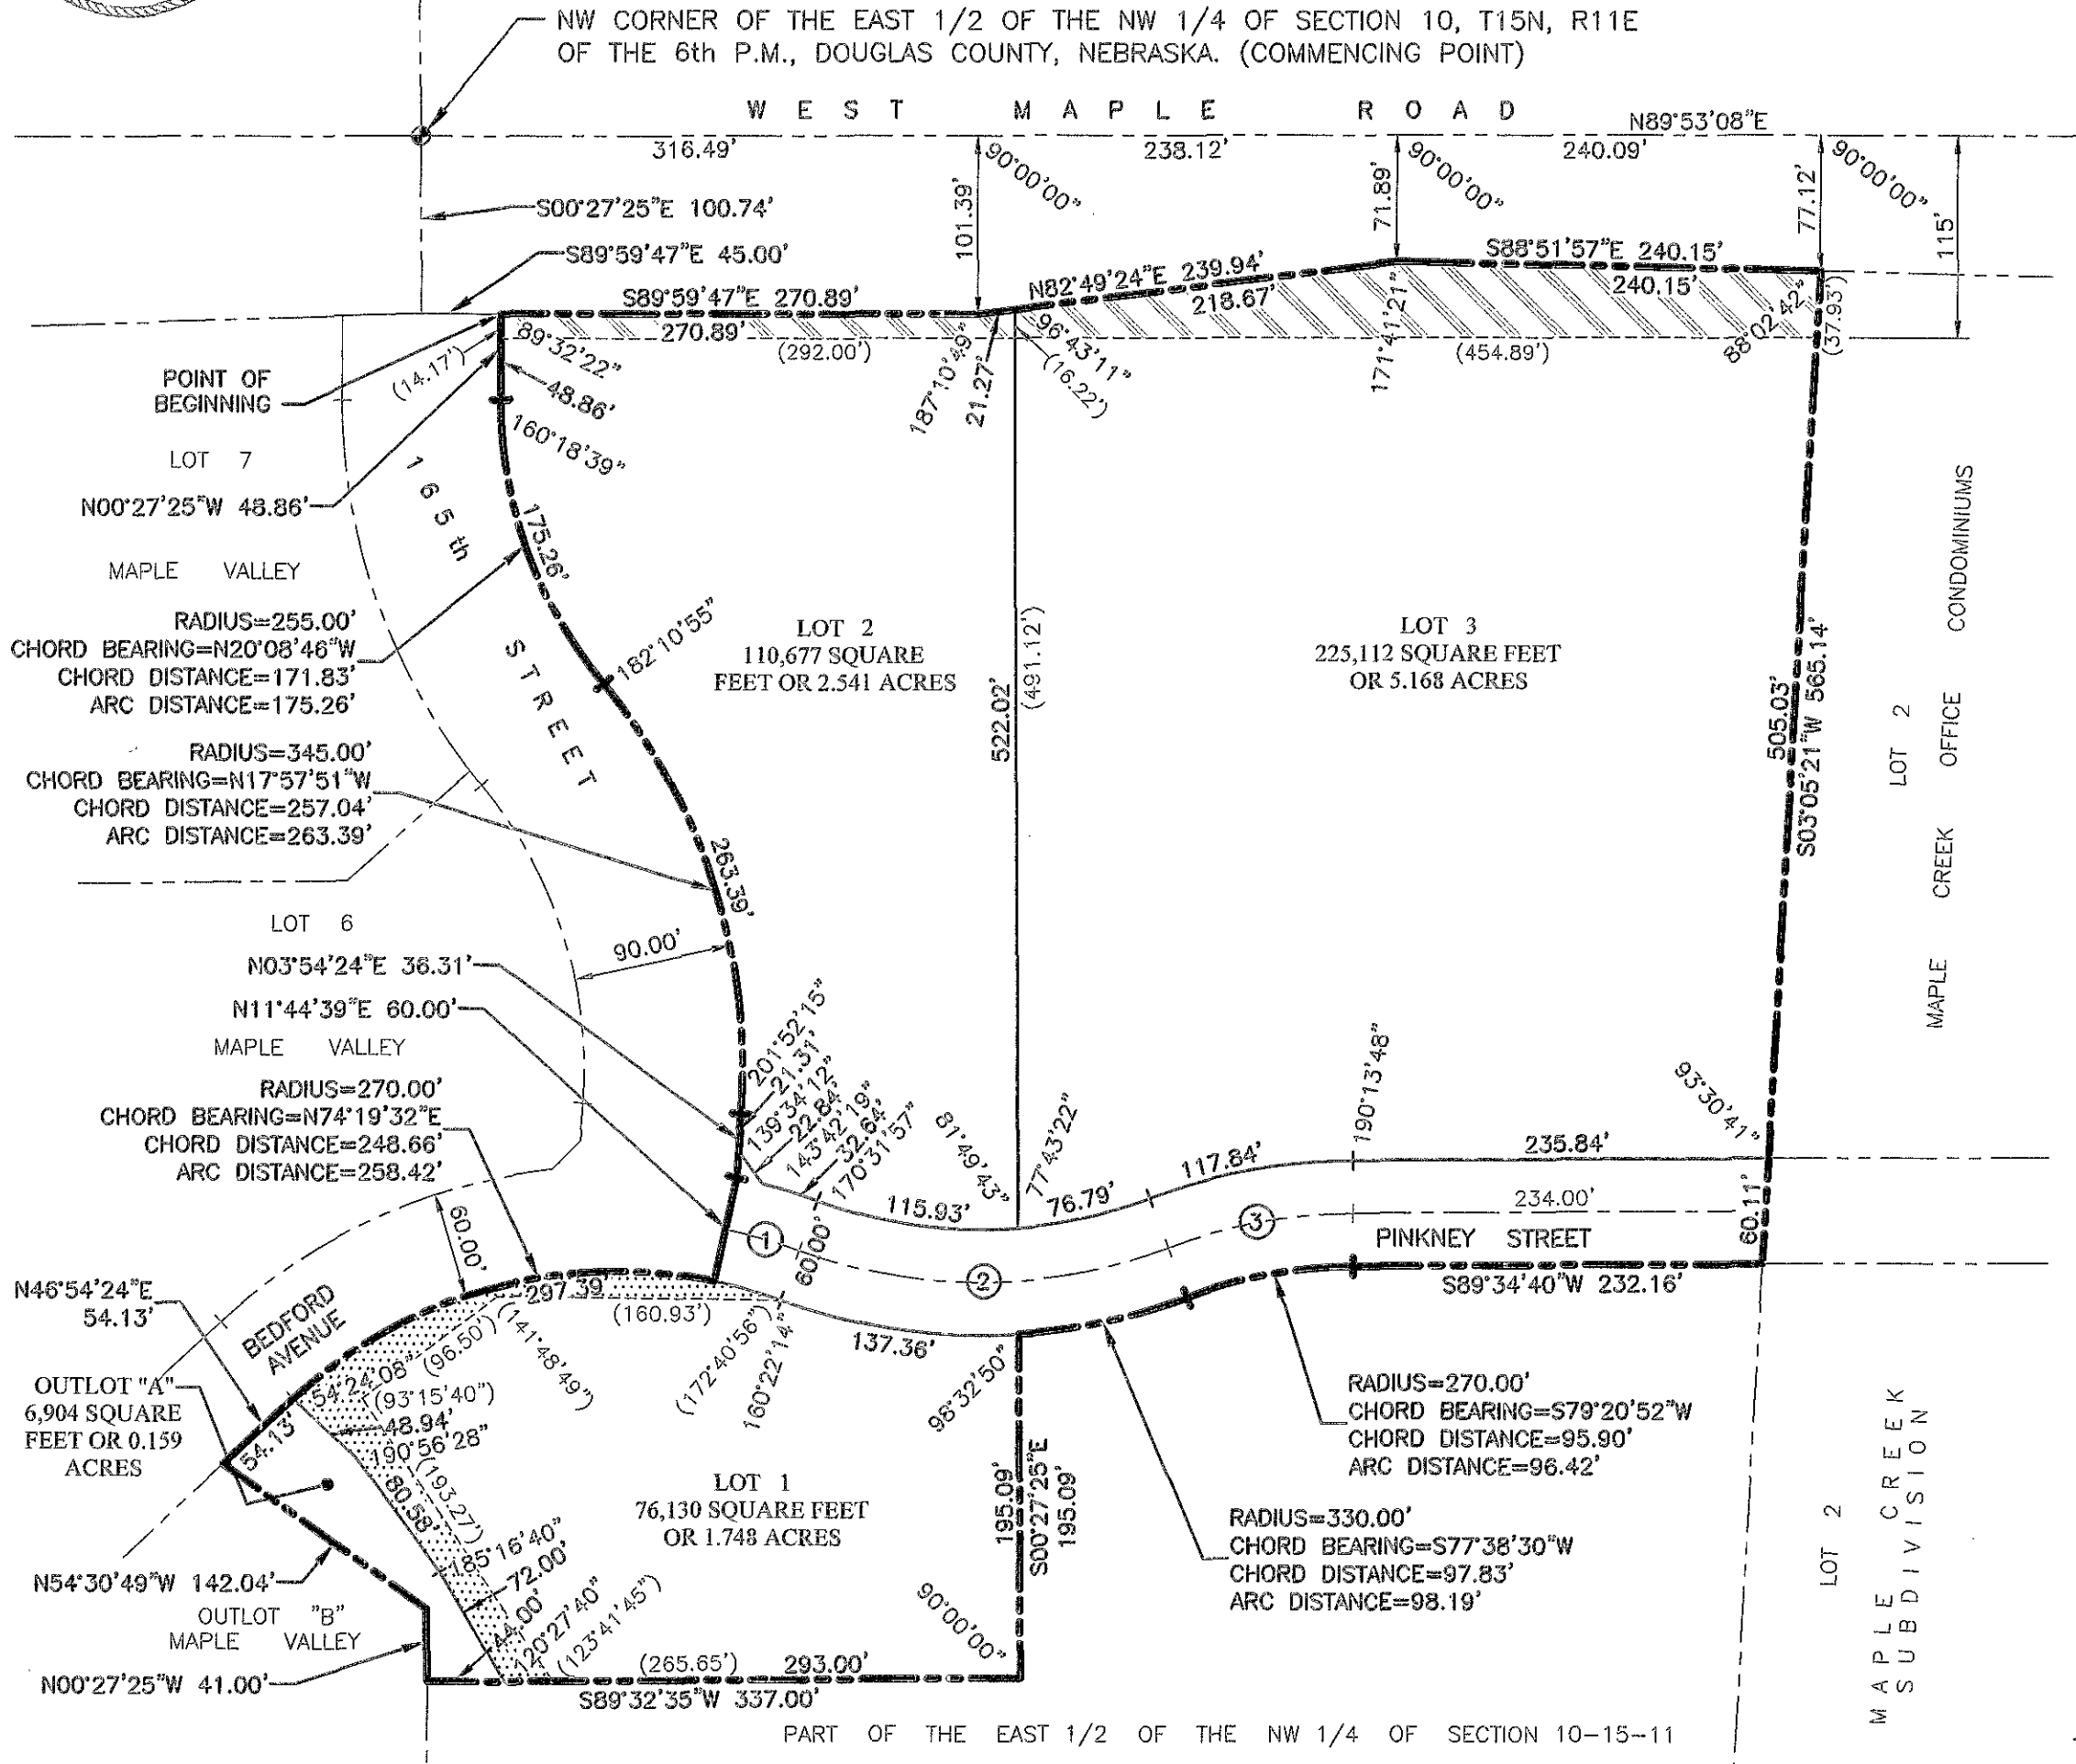 NW CORNER OF THE EAST 1/2 OF THE NW 1/4 OF SECTION 10, T15N, R11E
OF THE 6th P.M., DOUGLAS COUNTY, NEBRASKA. (COMMENCING POINT)
WEST MAPLE ROAD
N89°53'08"E
316.49'
238.12'
240.09'
90°00'00"
90°00'00"
90°00'00"
101.39'
71.89'
77.12'
115'
S00°27'25"E 100.74'
S89°59'47"E 45.00'
S89°59'47"E 270.89'
270.89'
(292.00')
N82°49'24"E 239.94'
218.67'
S88°51'57"E 240.15'
240.15'
(454.89')
88°02'42"
(37.93')
171°41'21"
96°43'11"
(16.22')
21.27'
187°10'49"
89°32'22"
(14.17')
48.86'
160°18'39"
POINT OF
BEGINNING
LOT 7
N00°27'25"W 48.86'
165th
STREET
MAPLE VALLEY
175.26'
182°10'55"
RADIUS=255.00'
CHORD BEARING=N20°08'46"W
CHORD DISTANCE=171.83'
ARC DISTANCE=175.26'
RADIUS=345.00'
CHORD BEARING=N17°57'51"W
CHORD DISTANCE=257.04'
ARC DISTANCE=263.39'
LOT 2
110,677 SQUARE
FEET OR 2.541 ACRES
522.02'
(491.12')
LOT 3
225,112 SQUARE FEET
OR 5.168 ACRES
505.03'
S03°05'21"W 565.14'
LOT 2
MAPLE CREEK OFFICE CONDOMINIUMS
263.39'
90.00'
LOT 6
N03°54'24"E 36.31'
N11°44'39"E 60.00'
MAPLE VALLEY
RADIUS=270.00'
CHORD BEARING=N74°19'32"E
CHORD DISTANCE=248.66'
ARC DISTANCE=258.42'
201°52'15"
21.31'
139°34'12"
22.84'
143°42'19"
32.64'
170°31'57"
81°49'43"
77°43'22"
190°13'48"
93°30'41"
115.93'
76.79'
117.84'
235.84'
234.00'
60.11'
PINKNEY STREET
1
2
3
60.00'
60.00'
S89°34'40"W 232.16'
297.39
(160.93')
137.36'
N46°54'24"E
54.13'
BEDFORD
AVENUE
54°24'08"
(96.50')
(141°48'49")
(172°40'56")
160°22'14"
98°32'50"
(93°15'40")
48.94'
190°56'28"
(193.27')
80.58'
54.13'
OUTLOT "A"
6,904 SQUARE
FEET OR 0.159
ACRES
LOT 1
76,130 SQUARE FEET
OR 1.748 ACRES
195.09'
S00°27'25"E
195.09'
RADIUS=270.00'
CHORD BEARING=S79°20'52"W
CHORD DISTANCE=95.90'
ARC DISTANCE=96.42'
RADIUS=330.00'
CHORD BEARING=S77°38'30"W
CHORD DISTANCE=97.83'
ARC DISTANCE=98.19'
LOT 2
MAPLE CREEK
SUBDIVISION
N54°30'49"W 142.04'
OUTLOT "B"
MAPLE VALLEY
N00°27'25"W 41.00'
185°16'40"
72.00'
44.00'
120°27'40"
(123°41'45")
90°00'00"
(265.65')
293.00'
S89°32'35"W 337.00'
PART OF THE EAST 1/2 OF THE NW 1/4 OF SECTION 10-15-11